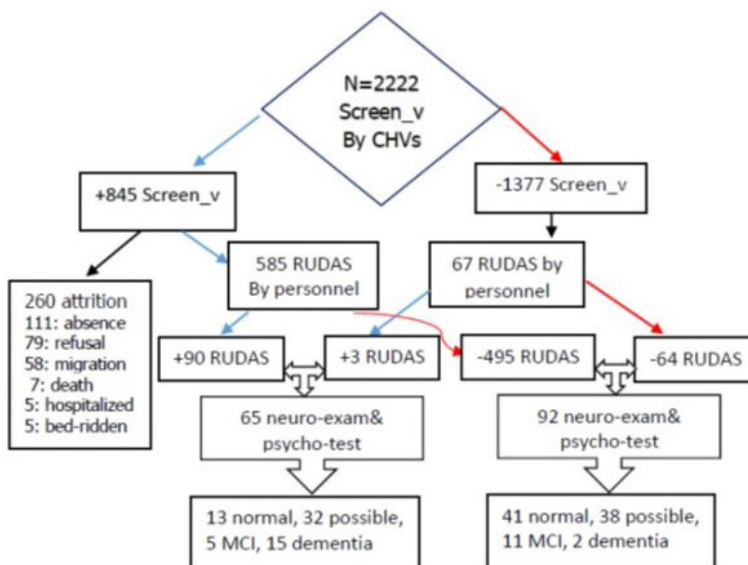 N=2222
Screen_v
By CHVs
+845 Screen_v
-1377 Screen_v
260 attrition
111: absence
79: refusal
58: migration
7: death
5: hospitalized
5: bed-ridden
585 RUDAS
By personnel
67 RUDAS by
personnel
+90 RUDAS
+3 RUDAS
-495 RUDAS
-64 RUDAS
65 neuro-exam&
psycho-test
92 neuro-exam&
psycho-test
13 normal, 32 possible,
5 MCI, 15 dementia
41 normal, 38 possible,
11 MCI, 2 dementia